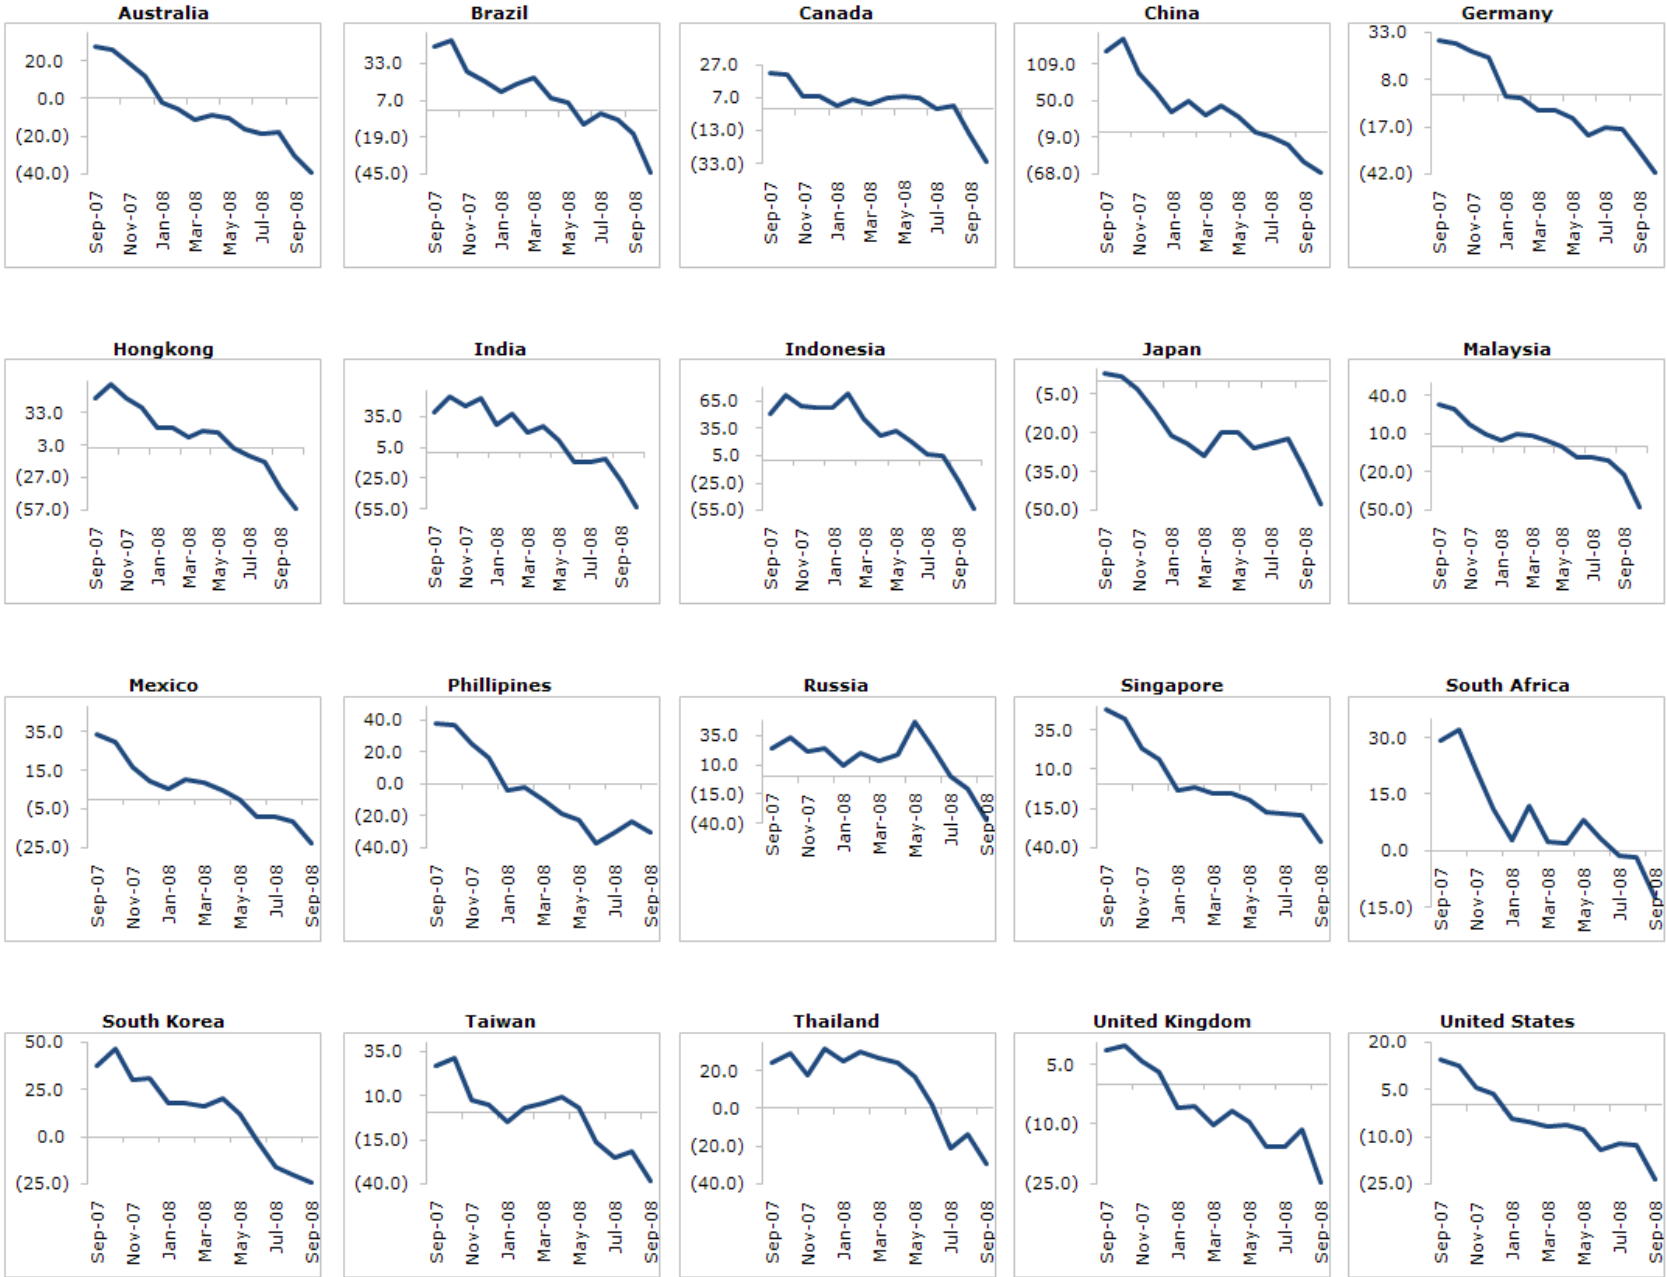 Australia
20.0
0.0
(20.0)
(40.0)
Sep-07 Nov-07 Jan-08 Mar-08 May-08 Jul-08 Sep-08
Brazil
33.0
7.0
(19.0)
(45.0)
Sep-07 Nov-07 Jan-08 Mar-08 May-08 Jul-08 Sep-08
Canada
27.0
7.0
(13.0)
(33.0)
Sep-07 Nov-07 Jan-08 Mar-08 May-08 Jul-08 Sep-08
China
109.0
50.0
(9.0)
(68.0)
Sep-07 Nov-07 Jan-08 Mar-08 May-08 Jul-08 Sep-08
Germany
33.0
8.0
(17.0)
(42.0)
Sep-07 Nov-07 Jan-08 Mar-08 May-08 Jul-08 Sep-08
Hongkong
33.0
3.0
(27.0)
(57.0)
Sep-07 Nov-07 Jan-08 Mar-08 May-08 Jul-08 Sep-08
India
35.0
5.0
(25.0)
(55.0)
Sep-07 Nov-07 Jan-08 Mar-08 May-08 Jul-08 Sep-08
Indonesia
65.0
35.0
5.0
(25.0)
(55.0)
Sep-07 Nov-07 Jan-08 Mar-08 May-08 Jul-08 Sep-08
Japan
(5.0)
(20.0)
(35.0)
(50.0)
Sep-07 Nov-07 Jan-08 Mar-08 May-08 Jul-08 Sep-08
Malaysia
40.0
10.0
(20.0)
(50.0)
Sep-07 Nov-07 Jan-08 Mar-08 May-08 Jul-08 Sep-08
Mexico
35.0
15.0
(5.0)
(25.0)
Sep-07 Nov-07 Jan-08 Mar-08 May-08 Jul-08 Sep-08
Phillipines
40.0
20.0
0.0
(20.0)
(40.0)
Sep-07 Nov-07 Jan-08 Mar-08 May-08 Jul-08 Sep-08
Russia
35.0
10.0
(15.0)
(40.0)
Sep-07 Nov-07 Jan-08 Mar-08 May-08 Jul-08 Sep-08
Singapore
35.0
10.0
(15.0)
(40.0)
Sep-07 Nov-07 Jan-08 Mar-08 May-08 Jul-08 Sep-08
South Africa
30.0
15.0
0.0
(15.0)
Sep-07 Nov-07 Jan-08 Mar-08 May-08 Jul-08 Sep-08
South Korea
50.0
25.0
0.0
(25.0)
Sep-07 Nov-07 Jan-08 Mar-08 May-08 Jul-08 Sep-08
Taiwan
35.0
10.0
(15.0)
(40.0)
Sep-07 Nov-07 Jan-08 Mar-08 May-08 Jul-08 Sep-08
Thailand
20.0
0.0
(20.0)
(40.0)
Sep-07 Nov-07 Jan-08 Mar-08 May-08 Jul-08 Sep-08
United Kingdom
5.0
(10.0)
(25.0)
Sep-07 Nov-07 Jan-08 Mar-08 May-08 Jul-08 Sep-08
United States
20.0
5.0
(10.0)
(25.0)
Sep-07 Nov-07 Jan-08 Mar-08 May-08 Jul-08 Sep-08